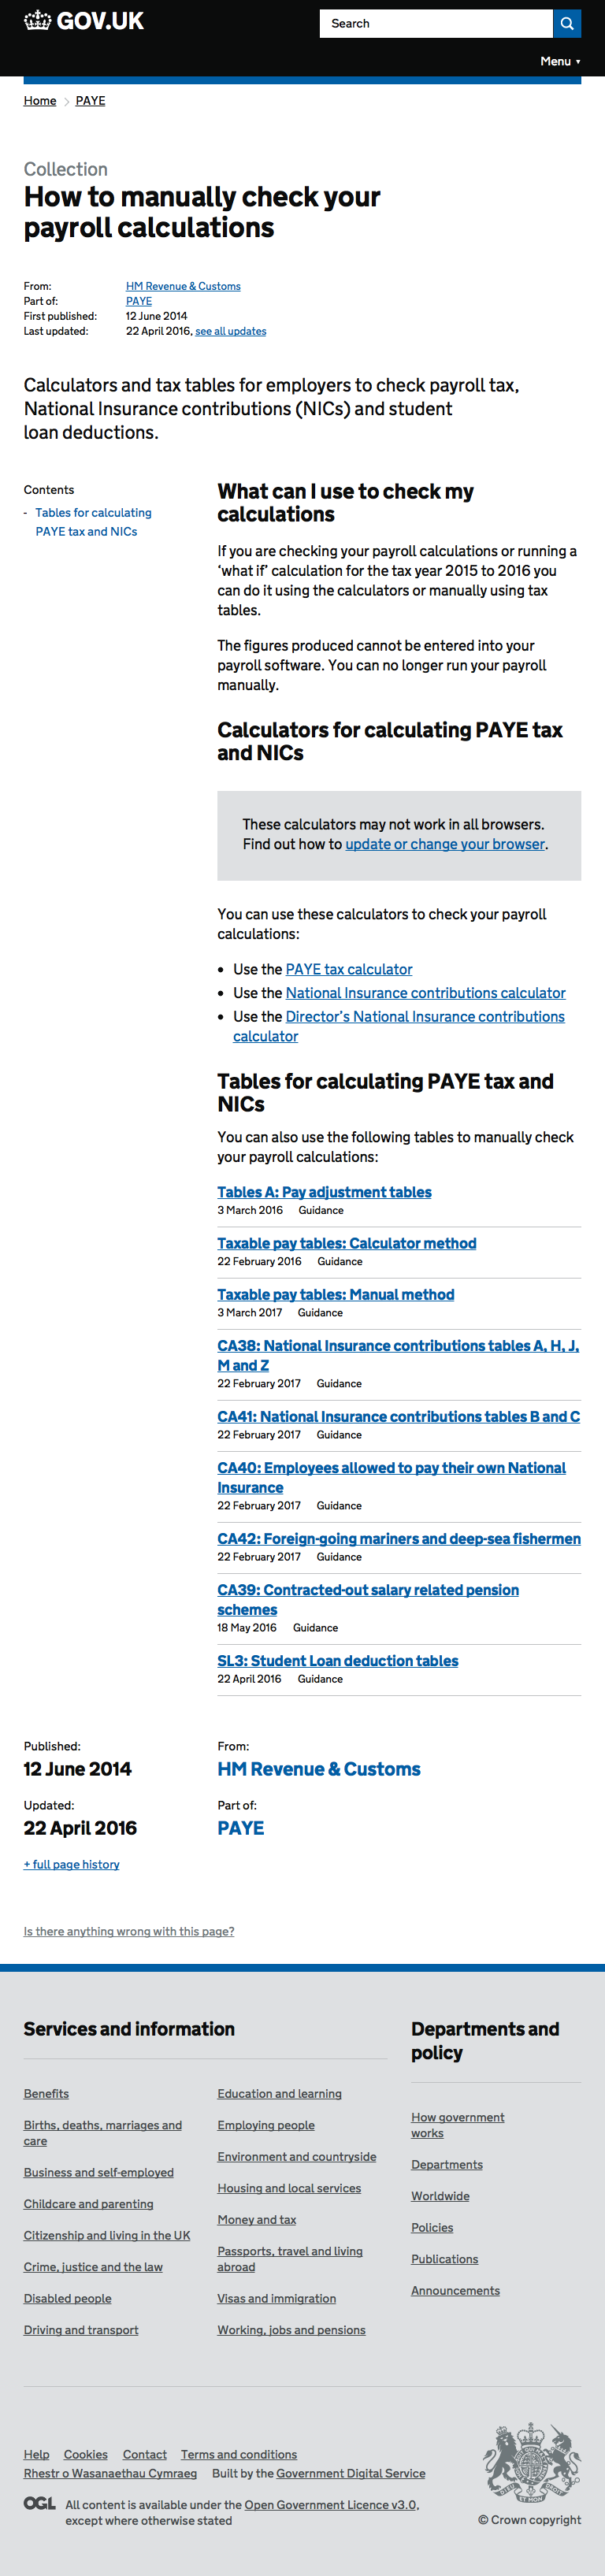 GOV.UK
Search
Menu ▼
Home > PAYE
Collection
How to manually check your
payroll calculations
From: HM Revenue & Customs
Part of: PAYE
First published: 12 June 2014
Last updated: 22 April 2016, see all updates
Calculators and tax tables for employers to check payroll tax,
National Insurance contributions (NICs) and student
loan deductions.
Contents
- Tables for calculating
PAYE tax and NICs
What can I use to check my
calculations
If you are checking your payroll calculations or running a
‘what if’ calculation for the tax year 2015 to 2016 you
can do it using the calculators or manually using tax
tables.
The figures produced cannot be entered into your
payroll software. You can no longer run your payroll
manually.
Calculators for calculating PAYE tax
and NICs
These calculators may not work in all browsers.
Find out how to update or change your browser.
You can use these calculators to check your payroll
calculations:
• Use the PAYE tax calculator
• Use the National Insurance contributions calculator
• Use the Director’s National Insurance contributions
calculator
Tables for calculating PAYE tax and
NICs
You can also use the following tables to manually check
your payroll calculations:
Tables A: Pay adjustment tables
3 March 2016 Guidance
Taxable pay tables: Calculator method
22 February 2016 Guidance
Taxable pay tables: Manual method
3 March 2017 Guidance
CA38: National Insurance contributions tables A, H, J,
M and Z
22 February 2017 Guidance
CA41: National Insurance contributions tables B and C
22 February 2017 Guidance
CA40: Employees allowed to pay their own National
Insurance
22 February 2017 Guidance
CA42: Foreign-going mariners and deep-sea fishermen
22 February 2017 Guidance
CA39: Contracted-out salary related pension
schemes
18 May 2016 Guidance
SL3: Student Loan deduction tables
22 April 2016 Guidance
Published:
12 June 2014
Updated:
22 April 2016
+ full page history
From:
HM Revenue & Customs
Part of:
PAYE
Is there anything wrong with this page?
Services and information
Benefits
Births, deaths, marriages and
care
Business and self-employed
Childcare and parenting
Citizenship and living in the UK
Crime, justice and the law
Disabled people
Driving and transport
Education and learning
Employing people
Environment and countryside
Housing and local services
Money and tax
Passports, travel and living
abroad
Visas and immigration
Working, jobs and pensions
Departments and
policy
How government
works
Departments
Worldwide
Policies
Publications
Announcements
Help Cookies Contact Terms and conditions
Rhestr o Wasanaethau Cymraeg Built by the Government Digital Service
OGL All content is available under the Open Government Licence v3.0,
except where otherwise stated
© Crown copyright